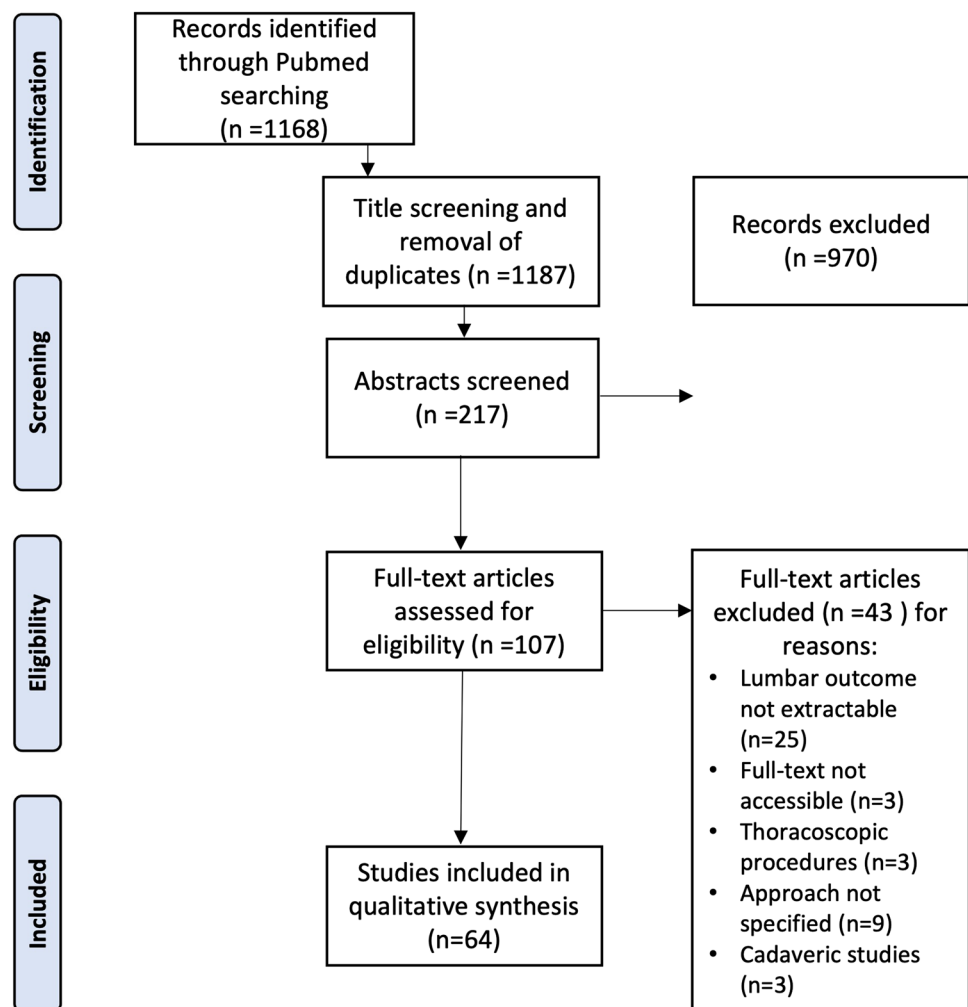 Identification
Records identified
through Pubmed
searching
(n =1168)
Title screening and
removal of
duplicates (n =1187)
Records excluded
(n =970)
Screening
Abstracts screened
(n =217)
Eligibility
Full-text articles
assessed for
eligibility (n =107)
Full-text articles
excluded (n =43 ) for
reasons:
• Lumbar outcome
not extractable
(n=25)
• Full-text not
accessible (n=3)
• Thoracoscopic
procedures (n=3)
• Approach not
specified (n=9)
• Cadaveric studies
(n=3)
Included
Studies included in
qualitative synthesis
(n=64)